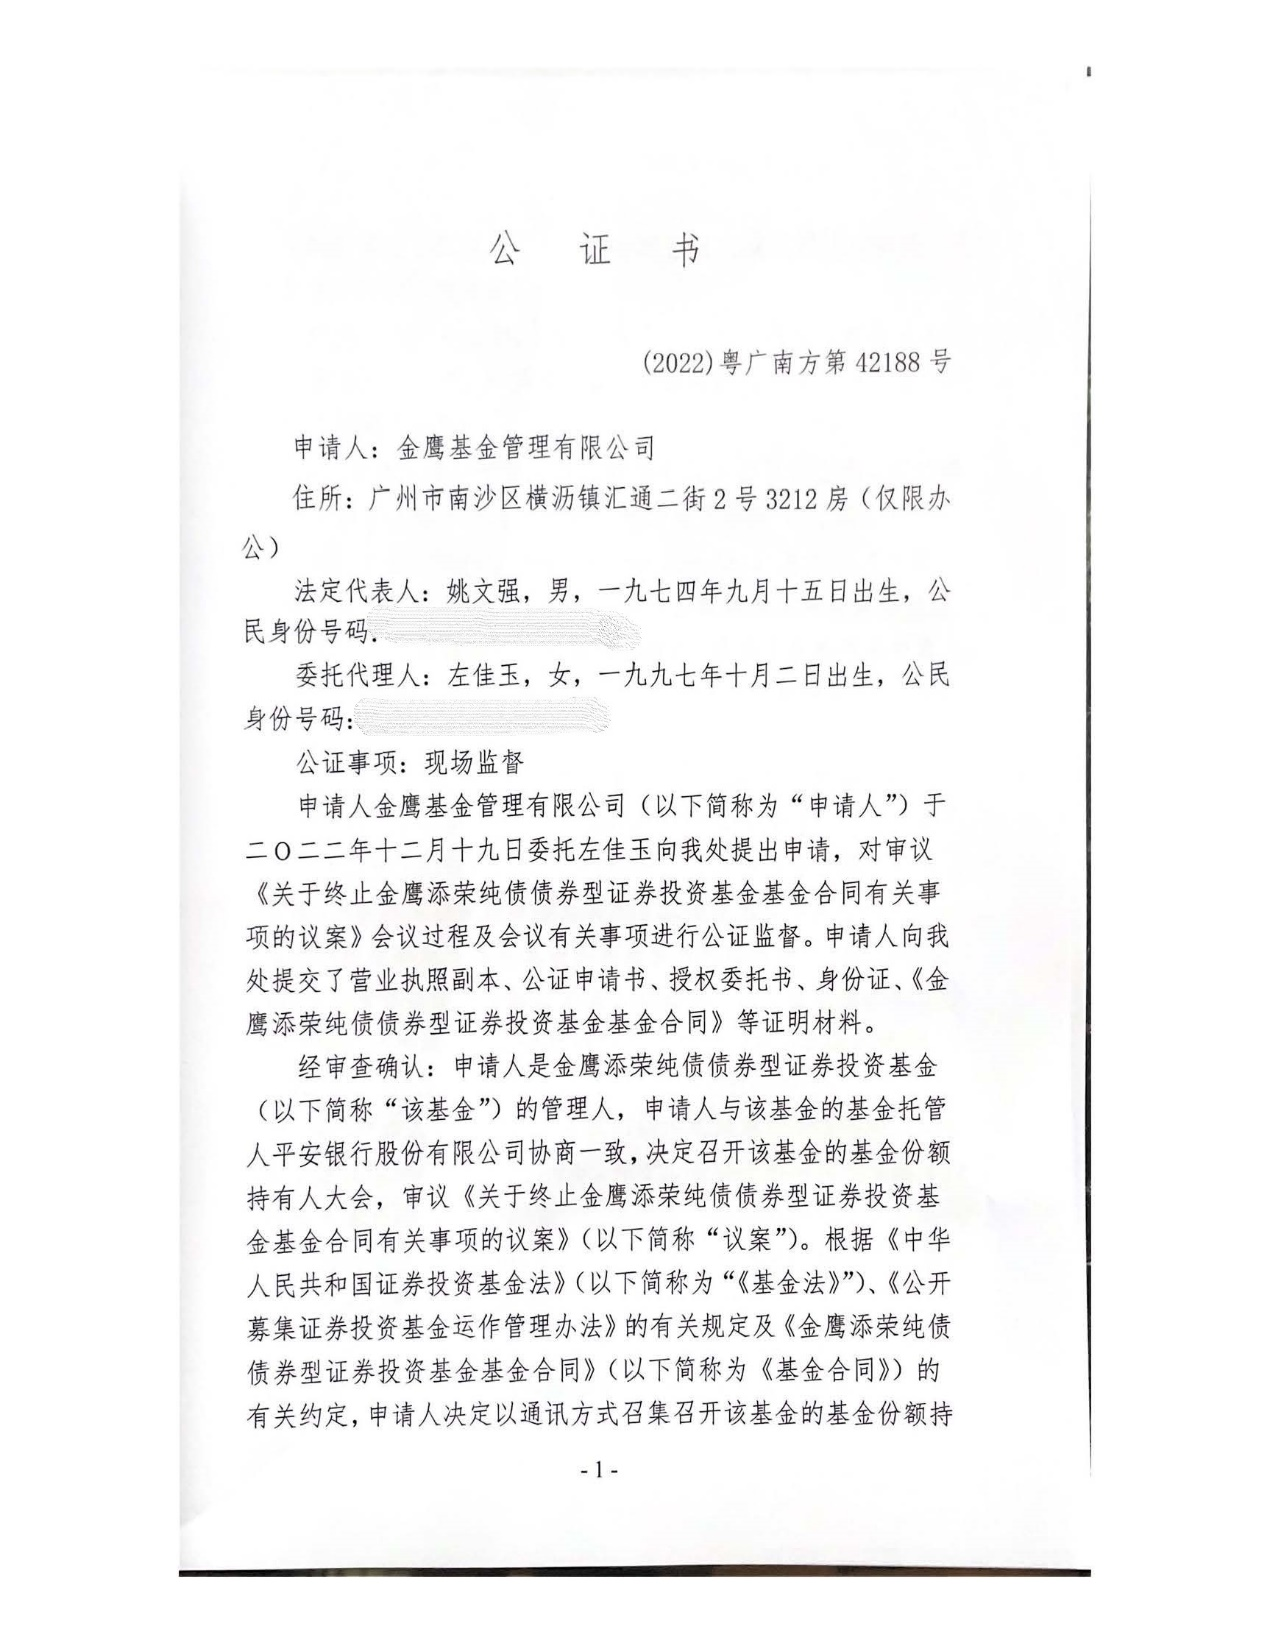 公 证 书
(2022)粤广南方第 42188 号
申请人：金鹰基金管理有限公司
住所：广州市南沙区横沥镇汇通二街 2 号 3212 房（仅限办
公）
法定代表人：姚文强，男，一九七四年九月十五日出生，公
民身份号码:
委托代理人：左佳玉，女，一九九七年十月二日出生，公民
身份号码:
公证事项：现场监督
申请人金鹰基金管理有限公司（以下简称为“申请人”）于
二〇二二年十二月十九日委托左佳玉向我处提出申请，对审议
《关于终止金鹰添荣纯债债券型证券投资基金基金合同有关事
项的议案》会议过程及会议有关事项进行公证监督。申请人向我
处提交了营业执照副本、公证申请书、授权委托书、身份证、《金
鹰添荣纯债债券型证券投资基金基金合同》等证明材料。
经审查确认：申请人是金鹰添荣纯债债券型证券投资基金
（以下简称“该基金”）的管理人，申请人与该基金的基金托管
人平安银行股份有限公司协商一致，决定召开该基金的基金份额
持有人大会，审议《关于终止金鹰添荣纯债债券型证券投资基
金基金合同有关事项的议案》（以下简称“议案”）。根据《中华
人民共和国证券投资基金法》（以下简称为“《基金法》”）、《公开
募集证券投资基金运作管理办法》的有关规定及《金鹰添荣纯债
债券型证券投资基金基金合同》（以下简称为《基金合同》）的
有关约定，申请人决定以通讯方式召集召开该基金的基金份额持
- 1 -